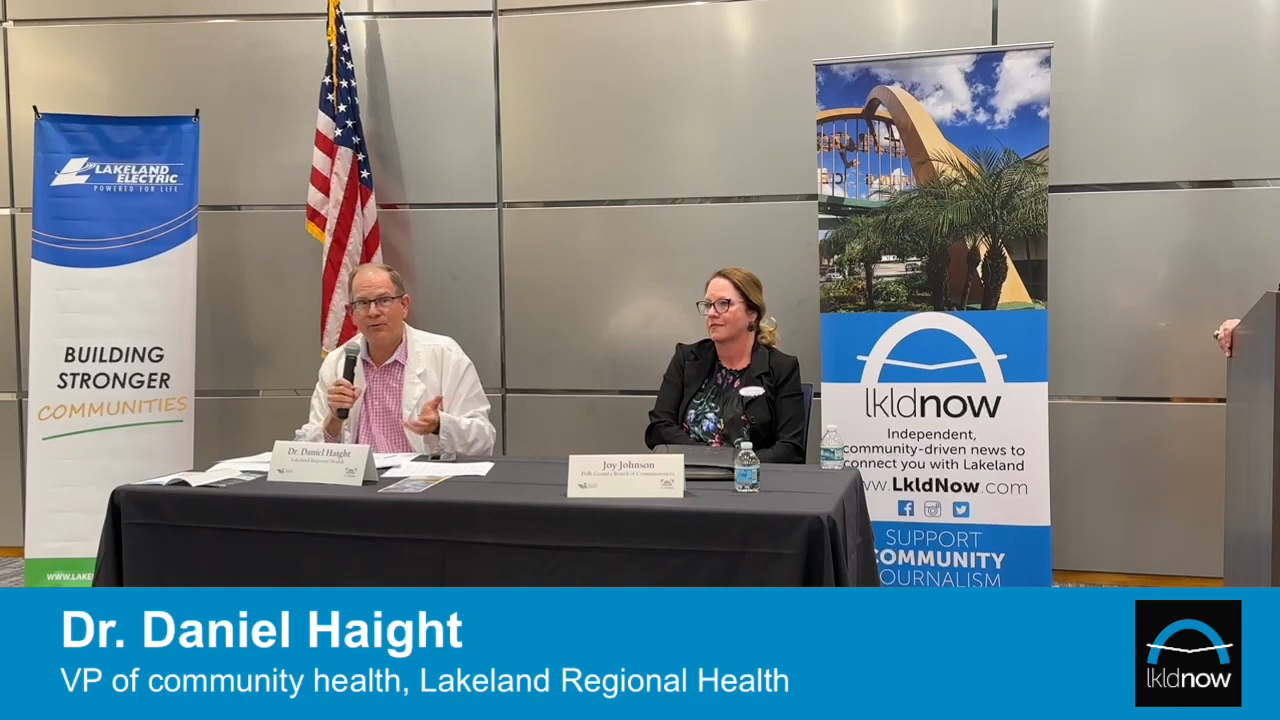 LAKELAND
ELECTRIC
POWERED FOR LIFE
BUILDING
STRONGER
COMMUNITIES
WWW.LAKE
Dr. Daniel Haight
Lakeland Regional Health
Joy Johnson
Polk County Board of Commissioners
lkldnow
Independent,
community-driven news to
connect you with Lakeland
www.LkldNow.com
SUPPORT
COMMUNITY
JOURNALISM
Dr. Daniel Haight
VP of community health, Lakeland Regional Health
lkldnow